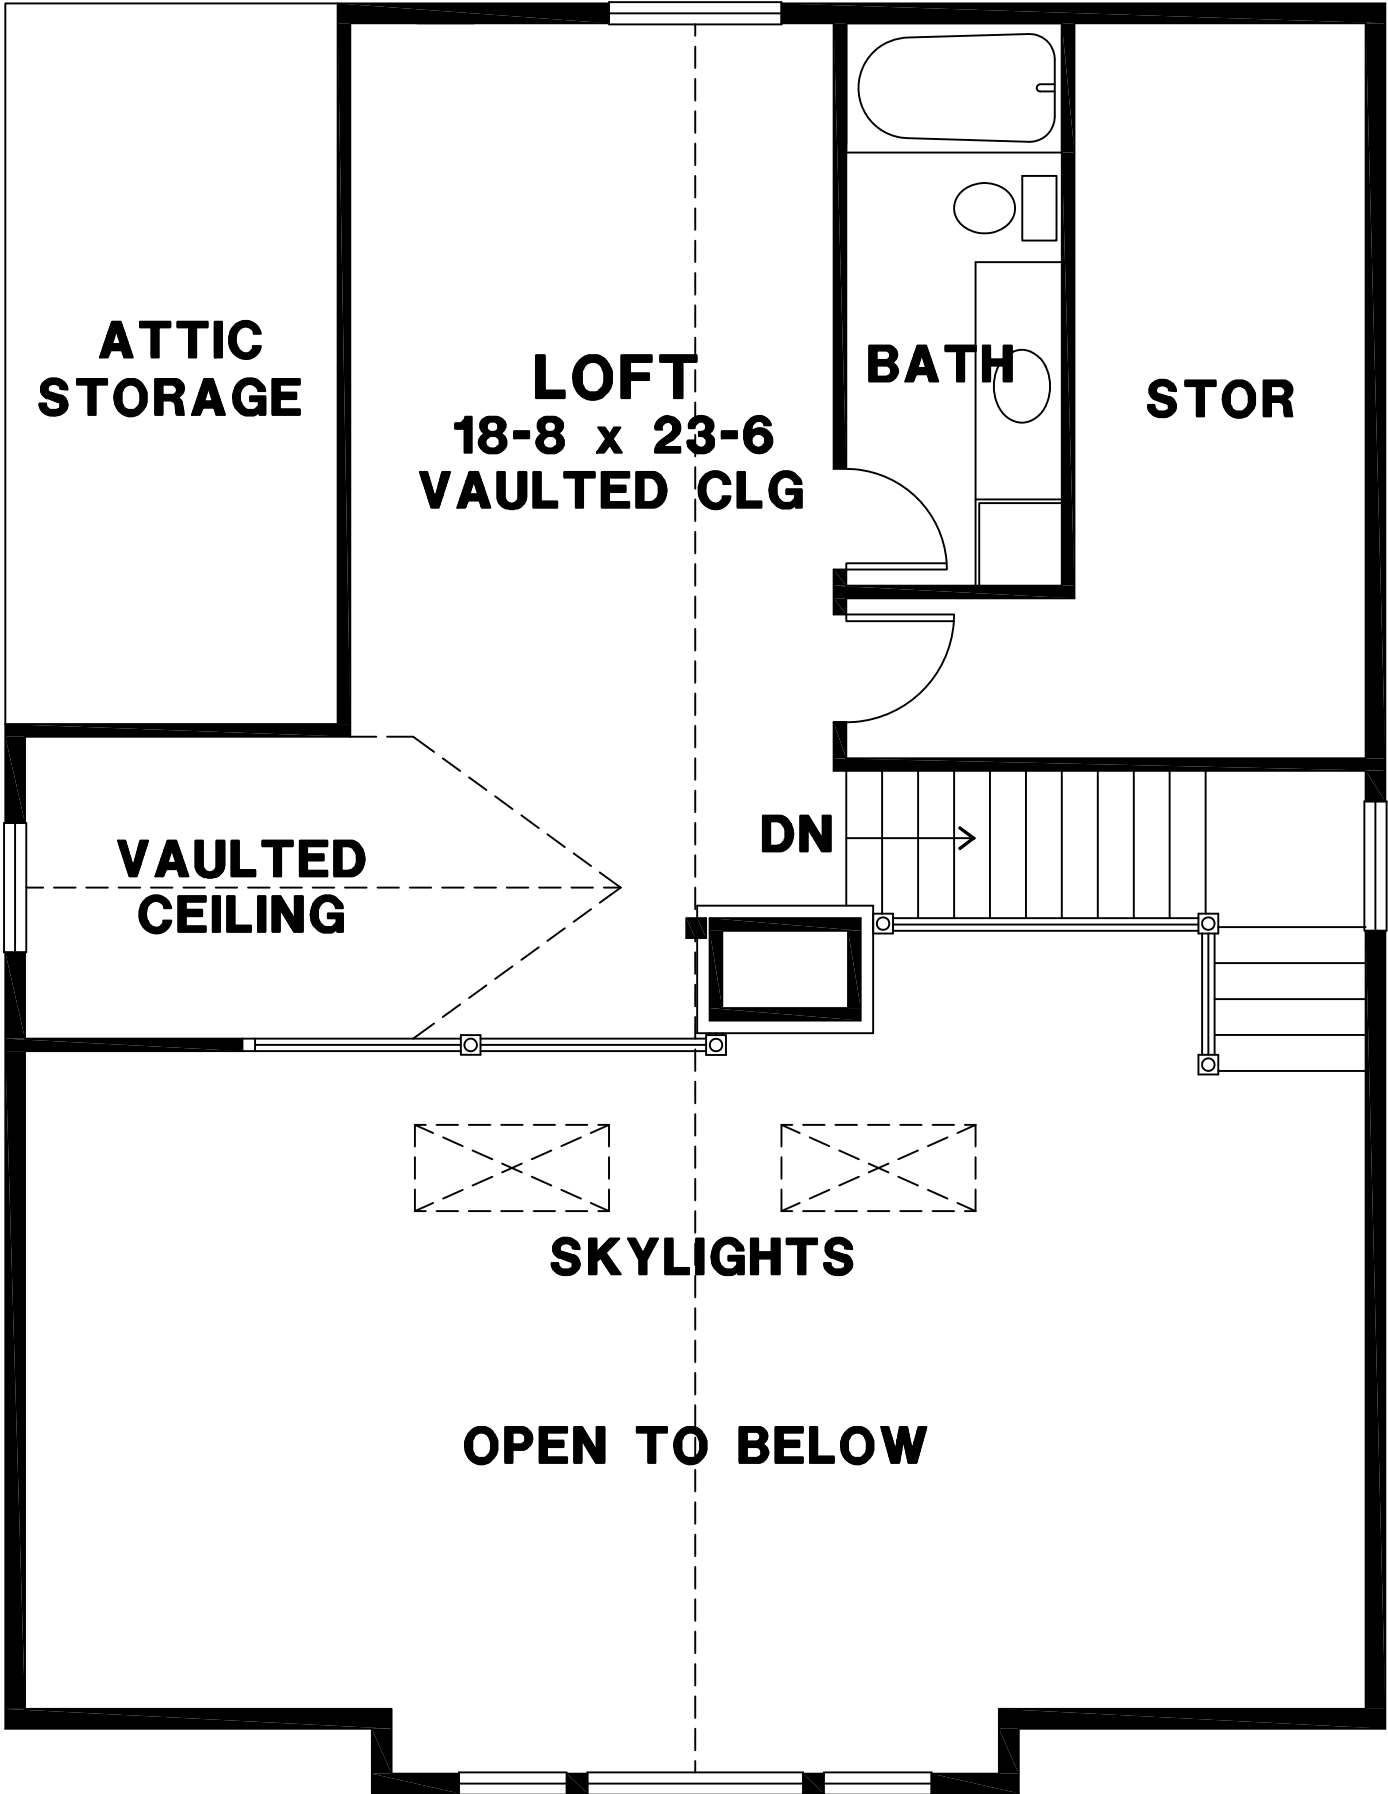 ATTIC
STORAGE
LOFT
18-8 x 23-6
VAULTED CLG
BATH
STOR
DN
VAULTED
CEILING
SKYLIGHTS
OPEN TO BELOW